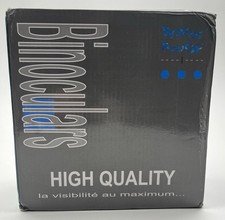 Binoculars
HIGH QUALITY
la visibilité au maximum...